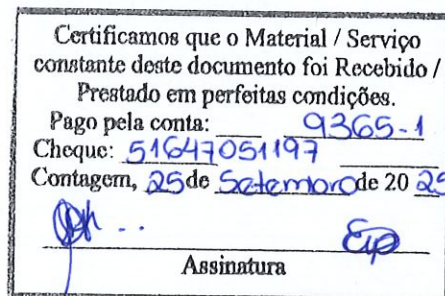 Certificamos que o Material / Serviço
constante deste documento foi Recebido /
Prestado em perfeitas condições.
Pago pela conta: 9365-1
Cheque: 51647051197
Contagem, 25 de Setembro de 20 25
Assinatura